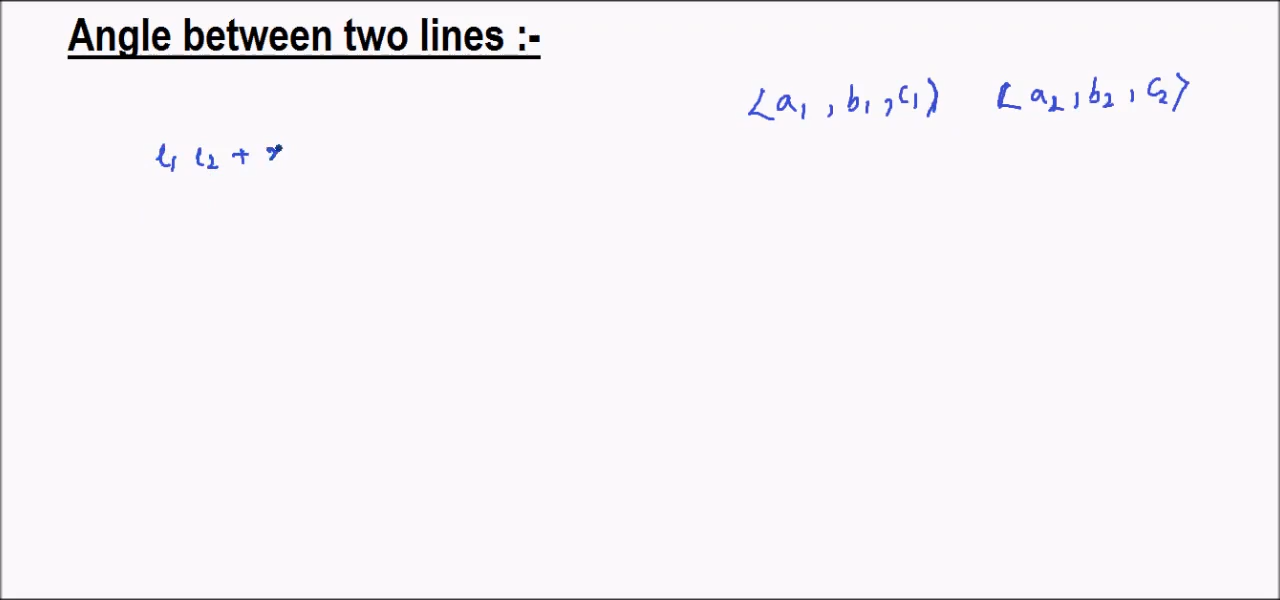 Angle between two lines :-
<a₁, b₁, c₁> <a₂, b₂, c₂>
l₁ l₂ +